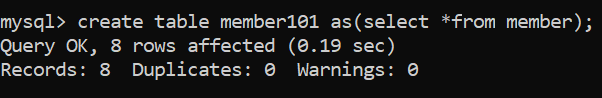 mysql> create table member101 as(select *from member);
Query OK, 8 rows affected (0.19 sec)
Records: 8  Duplicates: 0  Warnings: 0